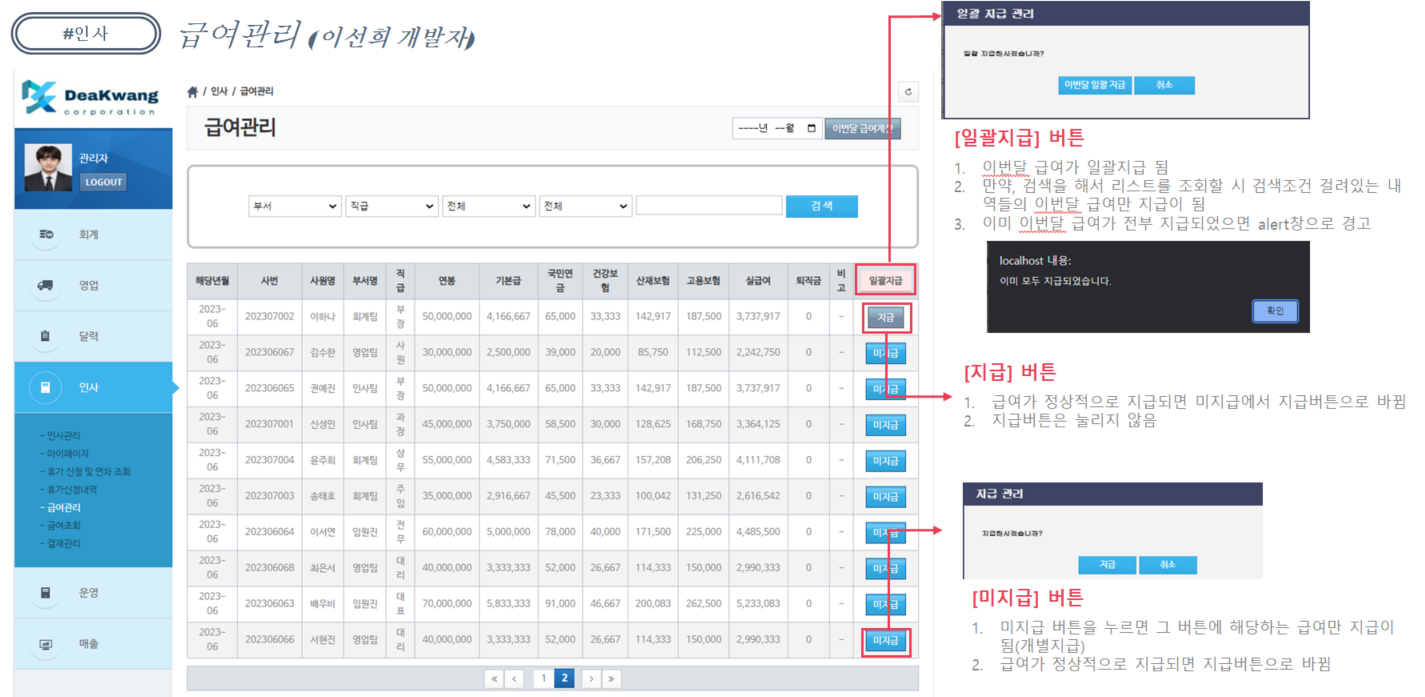 #인사
급여관리 (이선희 개발자)
DeaKwang
corporation
관리자
LOGOUT
회계
영업
달력
인사
- 인사관리
- 마이페이지
- 휴가 신청 및 연차 조회
- 휴가신청내역
- 급여관리
- 급여조회
- 결재관리
운영
매출
/ 인사 / 급여관리
급여관리
----년 --월
이번달 급여계산
부서
직급
전체
전체
검색
해당년월 사번 사원명 부서명 직급 연봉 기본급 국민연금 건강보험 산재보험 고용보험 실급여 퇴직금 비고 일괄지급
2023-06 202307002 이하나 회계팀 부장 50,000,000 4,166,667 65,000 33,333 142,917 187,500 3,737,917 0 - 지급
2023-06 202306067 김수한 영업팀 사원 30,000,000 2,500,000 39,000 20,000 85,750 112,500 2,242,750 0 - 미지급
2023-06 202306065 권예진 인사팀 부장 50,000,000 4,166,667 65,000 33,333 142,917 187,500 3,737,917 0 - 미지급
2023-06 202307001 신성민 인사팀 과장 45,000,000 3,750,000 58,500 30,000 128,625 168,750 3,364,125 0 - 미지급
2023-06 202307004 윤주희 회계팀 상무 55,000,000 4,583,333 71,500 36,667 157,208 206,250 4,111,708 0 - 미지급
2023-06 202307003 송태호 회계팀 주임 35,000,000 2,916,667 45,500 23,333 100,042 131,250 2,616,542 0 - 미지급
2023-06 202306064 이서연 임원진 전무 60,000,000 5,000,000 78,000 40,000 171,500 225,000 4,485,500 0 - 미지급
2023-06 202306068 최은서 영업팀 대리 40,000,000 3,333,333 52,000 26,667 114,333 150,000 2,990,333 0 - 미지급
2023-06 202306063 배우비 임원진 대표 70,000,000 5,833,333 91,000 46,667 200,083 262,500 5,233,083 0 - 미지급
2023-06 202306066 서현진 영업팀 대리 40,000,000 3,333,333 52,000 26,667 114,333 150,000 2,990,333 0 - 미지급
« ‹ 1 2 › »
일괄 지급 관리
일괄 지급하시겠습니까?
이번달 일괄 지급 취소
[일괄지급] 버튼
1. 이번달 급여가 일괄지급 됨
2. 만약, 검색을 해서 리스트를 조회할 시 검색조건 걸려있는 내
역들의 이번달 급여만 지급이 됨
3. 이미 이번달 급여가 전부 지급되었으면 alert창으로 경고
localhost 내용:
이미 모두 지급되었습니다.
확인
[지급] 버튼
1. 급여가 정상적으로 지급되면 미지급에서 지급버튼으로 바뀜
2. 지급버튼은 눌리지 않음
지급 관리
지급하시겠습니까?
지급 취소
[미지급] 버튼
1. 미지급 버튼을 누르면 그 버튼에 해당하는 급여만 지급이
됨(개별지급)
2. 급여가 정상적으로 지급되면 지급버튼으로 바뀜